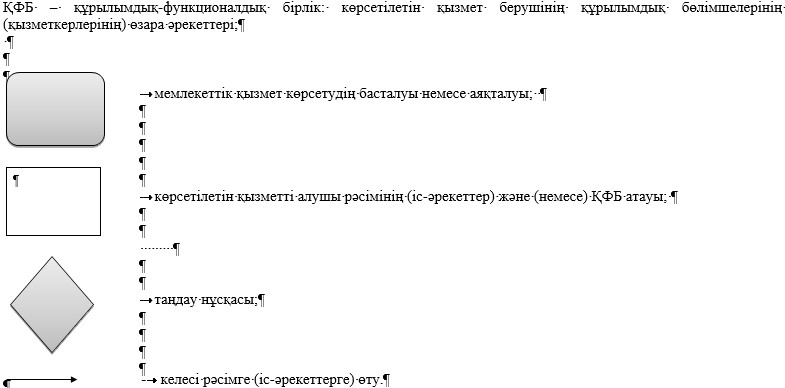 ҚФБ – құрылымдық-функционалдық бірлік: көрсетілетін қызмет берушінің құрылымдық бөлімшелерінің
(қызметкерлерінің) өзара әрекеттері;
мемлекеттік қызмет көрсетудің басталуы немесе аяқталуы;
көрсетілетін қызметті алушы рәсімінің (іс-әрекеттер) және (немесе) ҚФБ атауы;
таңдау нұсқасы;
келесі рәсімге (іс-әрекеттерге) өту.